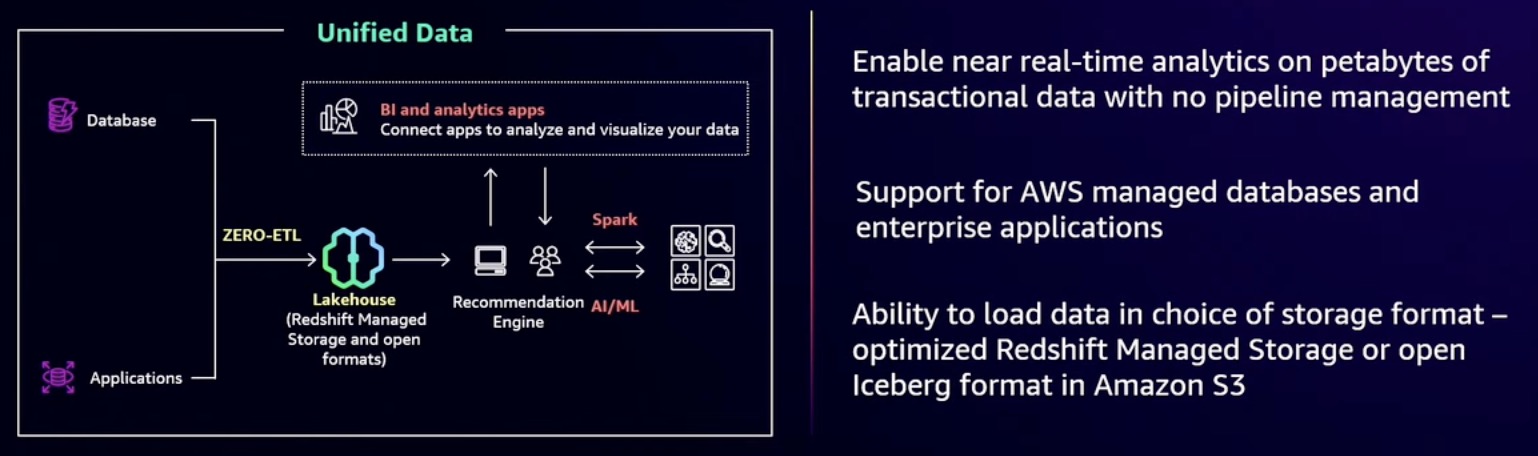 Unified Data
Database
BI and analytics apps
Connect apps to analyze and visualize your data
ZERO-ETL
Spark
Lakehouse
(Redshift Managed
Storage and open
formats)
Recommendation
Engine
AI/ML
Applications
Enable near real-time analytics on petabytes of
transactional data with no pipeline management
Support for AWS managed databases and
enterprise applications
Ability to load data in choice of storage format –
optimized Redshift Managed Storage or open
Iceberg format in Amazon S3